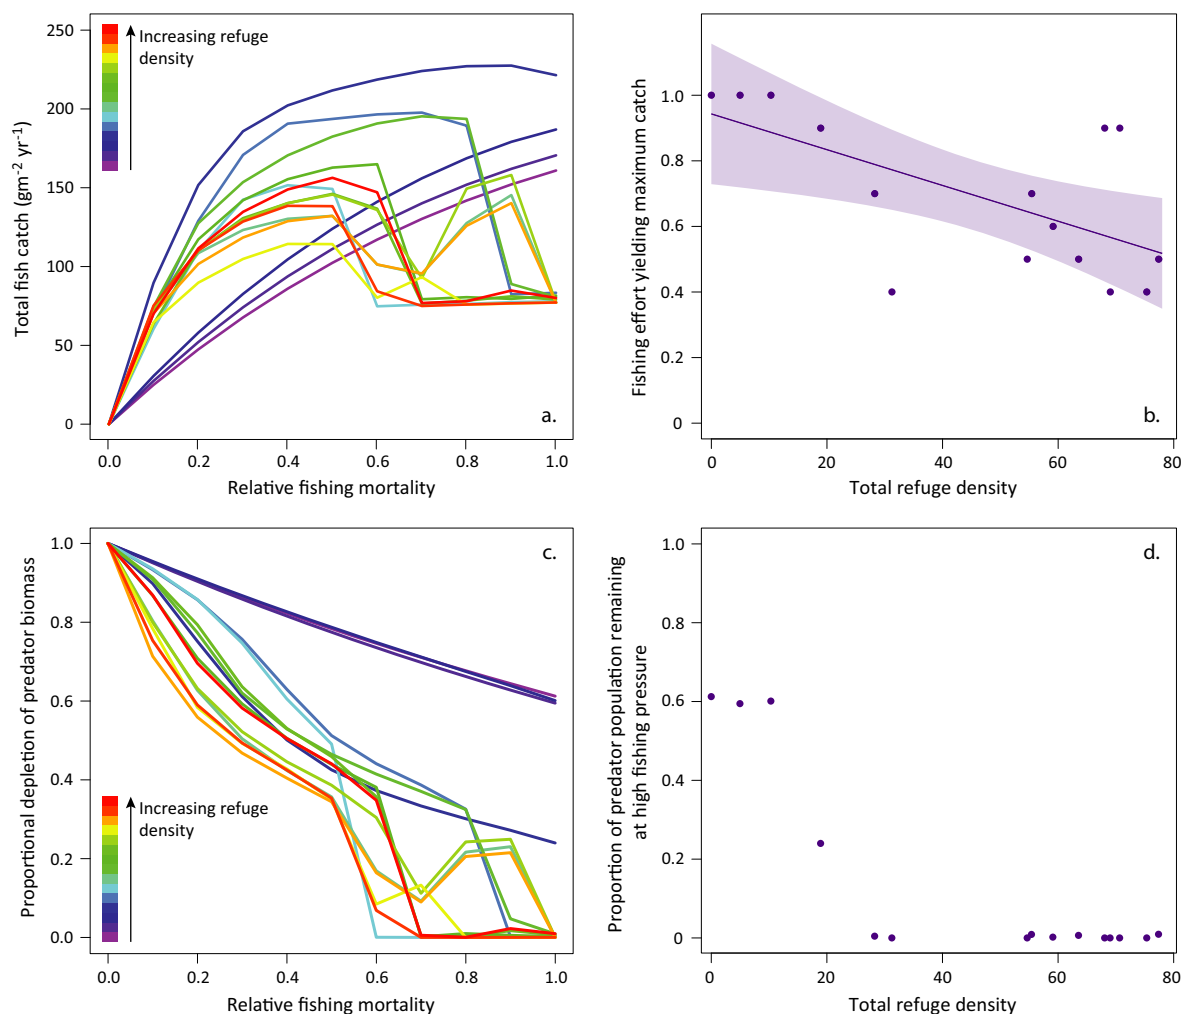 Total fish catch (gm⁻² yr⁻¹)
250
200
150
100
50
0
Increasing refuge
density
a.
0.0 0.2 0.4 0.6 0.8 1.0
Relative fishing mortality
Fishing effort yielding maximum catch
1.0
0.8
0.6
0.4
0.2
0
b.
0 20 40 60 80
Total refuge density
Proportional depletion of predator biomass
1.0
0.8
0.6
0.4
0.2
0.0
c.
Increasing refuge
density
0.0 0.2 0.4 0.6 0.8 1.0
Relative fishing mortality
Proportion of predator population remaining
at high fishing pressure
1.0
0.8
0.6
0.4
0.2
0
d.
0 20 40 60 80
Total refuge density